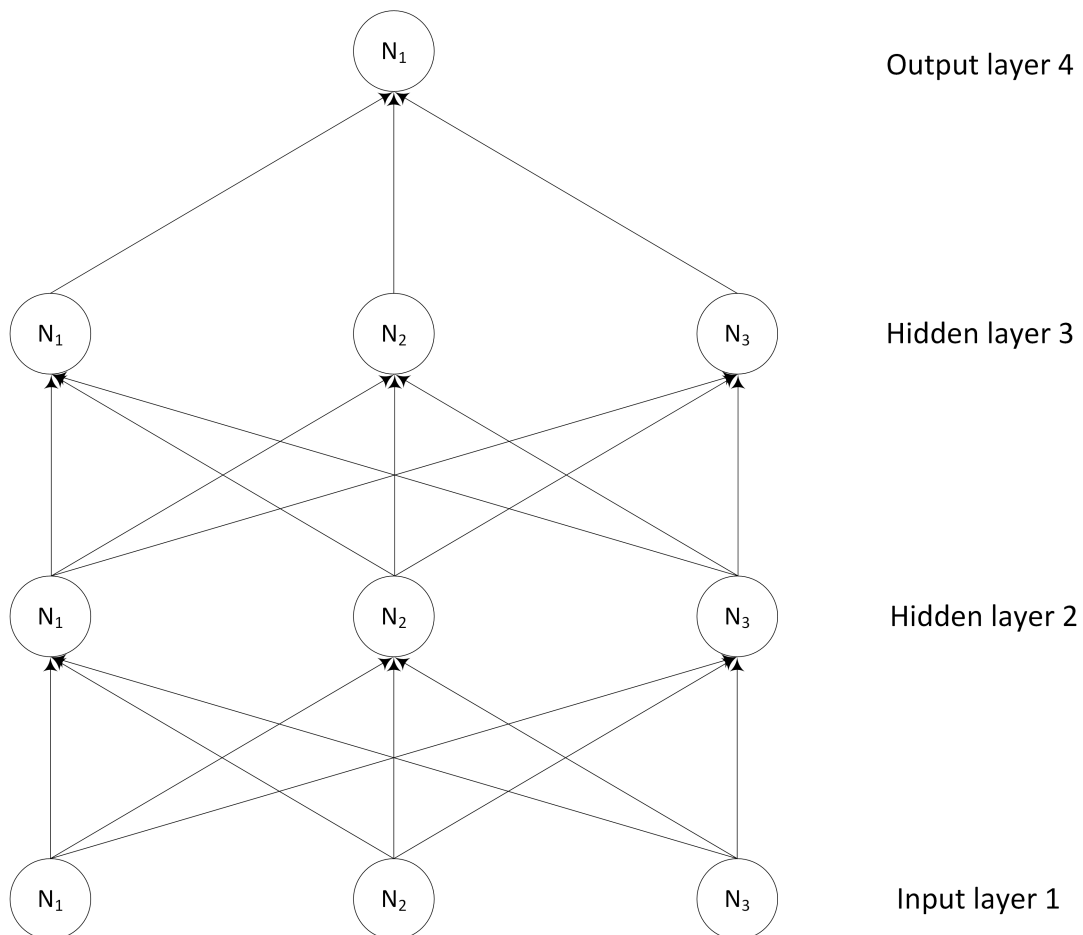 N₁ Output layer 4
N₁ N₂ N₃ Hidden layer 3
N₁ N₂ N₃ Hidden layer 2
N₁ N₂ N₃ Input layer 1